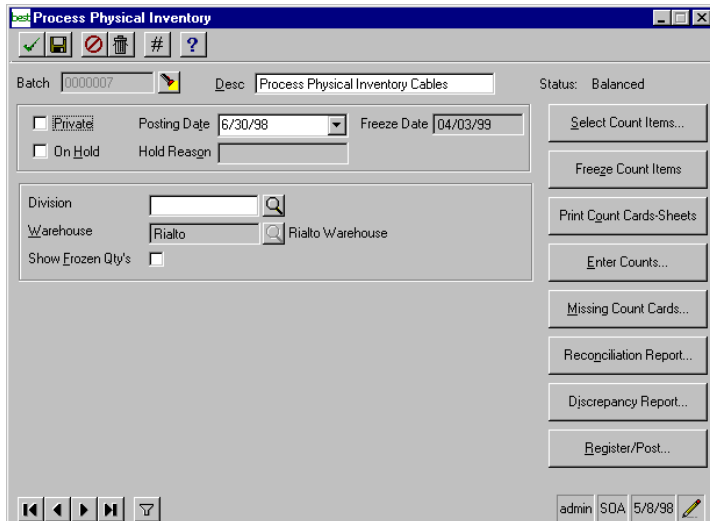 best Process Physical Inventory
#
?
Batch 0000007 Desc Process Physical Inventory Cables Status: Balanced
Private Posting Date 6/30/98 Freeze Date 04/03/99
On Hold Hold Reason
Division
Warehouse Rialto Rialto Warehouse
Show Frozen Qty's
Select Count Items...
Freeze Count Items
Print Count Cards-Sheets
Enter Counts...
Missing Count Cards...
Reconciliation Report...
Discrepancy Report...
Register/Post...
admin SOA 5/8/98